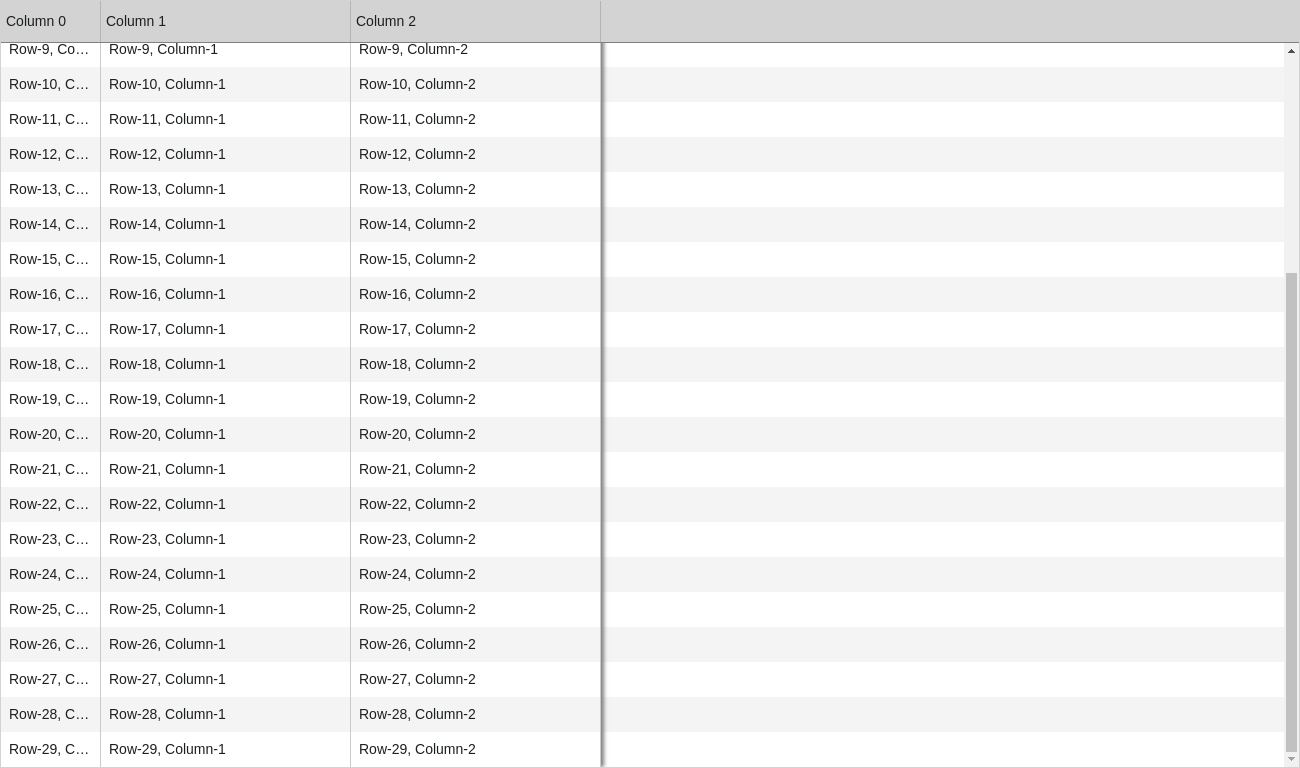 Column 0 Column 1 Column 2
Row-9, Co... Row-9, Column-1 Row-9, Column-2
Row-10, C... Row-10, Column-1 Row-10, Column-2
Row-11, C... Row-11, Column-1 Row-11, Column-2
Row-12, C... Row-12, Column-1 Row-12, Column-2
Row-13, C... Row-13, Column-1 Row-13, Column-2
Row-14, C... Row-14, Column-1 Row-14, Column-2
Row-15, C... Row-15, Column-1 Row-15, Column-2
Row-16, C... Row-16, Column-1 Row-16, Column-2
Row-17, C... Row-17, Column-1 Row-17, Column-2
Row-18, C... Row-18, Column-1 Row-18, Column-2
Row-19, C... Row-19, Column-1 Row-19, Column-2
Row-20, C... Row-20, Column-1 Row-20, Column-2
Row-21, C... Row-21, Column-1 Row-21, Column-2
Row-22, C... Row-22, Column-1 Row-22, Column-2
Row-23, C... Row-23, Column-1 Row-23, Column-2
Row-24, C... Row-24, Column-1 Row-24, Column-2
Row-25, C... Row-25, Column-1 Row-25, Column-2
Row-26, C... Row-26, Column-1 Row-26, Column-2
Row-27, C... Row-27, Column-1 Row-27, Column-2
Row-28, C... Row-28, Column-1 Row-28, Column-2
Row-29, C... Row-29, Column-1 Row-29, Column-2